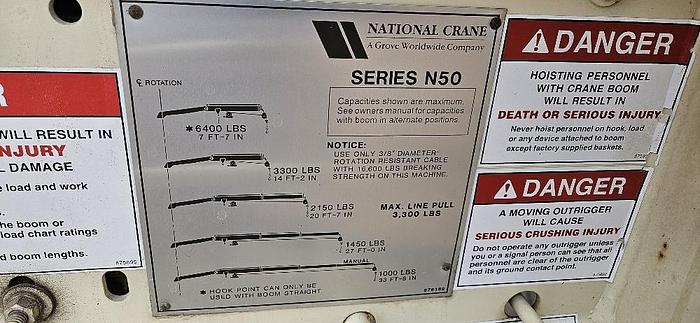 R
WILL RESULT IN
NJURY
L DAMAGE
e load and work
the boom or
load chart ratings
d boom lengths.
NATIONAL CRANE
A Grove Worldwide Company
SERIES N50
Capacities shown are maximum.
See owners manual for capacities
with boom in alternate positions.
NOTICE:
USE ONLY 3/8" DIAMETER
ROTATION RESISTANT CABLE
WITH 16,600 LBS BREAKING
STRENGTH ON THIS MACHINE.
MAX. LINE PULL
3,300 LBS
℄ ROTATION
* 6400 LBS
7 FT-7 IN
3300 LBS
14 FT-2 IN
2150 LBS
20 FT-7 IN
1450 LBS
27 FT-0 IN
MANUAL
1000 LBS
33 FT-6 IN
* HOOK POINT CAN ONLY BE
USED WITH BOOM STRAIGHT
DANGER
HOISTING PERSONNEL
WITH CRANE BOOM
WILL RESULT IN
DEATH OR SERIOUS INJURY
Never hoist personnel on hook, load
or any device attached to boom
except factory supplied baskets.
DANGER
A MOVING OUTRIGGER
WILL CAUSE
SERIOUS CRUSHING INJURY
Do not operate any outrigger unless
you or a signal person can see that all
personnel are clear of the outrigger
and its ground contact point.